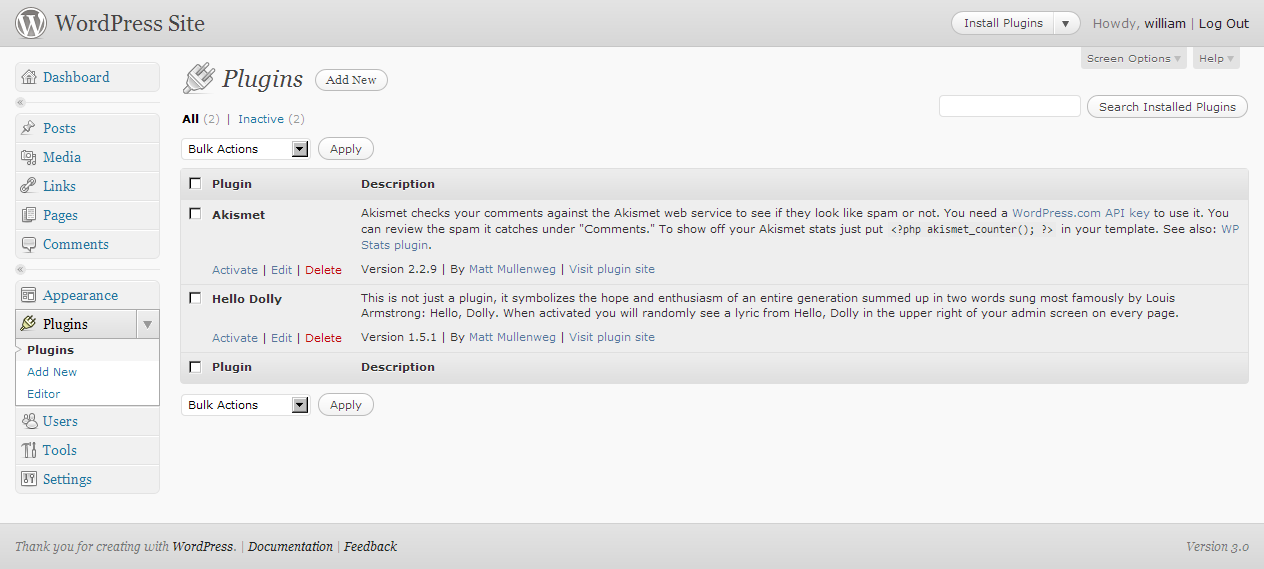 WordPress Site
Install Plugins
Howdy, william | Log Out
Screen Options
Help
Dashboard
Posts
Media
Links
Pages
Comments
Appearance
Plugins
Plugins
Add New
Editor
Users
Tools
Settings
Plugins
Add New
Search Installed Plugins
All (2) | Inactive (2)
Bulk Actions
Apply
Plugin
Description
Akismet
Akismet checks your comments against the Akismet web service to see if they look like spam or not. You need a WordPress.com API key to use it. You
can review the spam it catches under "Comments." To show off your Akismet stats just put <?php akismet_counter(); ?> in your template. See also: WP
Stats plugin.
Activate | Edit | Delete
Version 2.2.9 | By Matt Mullenweg | Visit plugin site
Hello Dolly
This is not just a plugin, it symbolizes the hope and enthusiasm of an entire generation summed up in two words sung most famously by Louis
Armstrong: Hello, Dolly. When activated you will randomly see a lyric from Hello, Dolly in the upper right of your admin screen on every page.
Activate | Edit | Delete
Version 1.5.1 | By Matt Mullenweg | Visit plugin site
Plugin
Description
Bulk Actions
Apply
Thank you for creating with WordPress. | Documentation | Feedback
Version 3.0